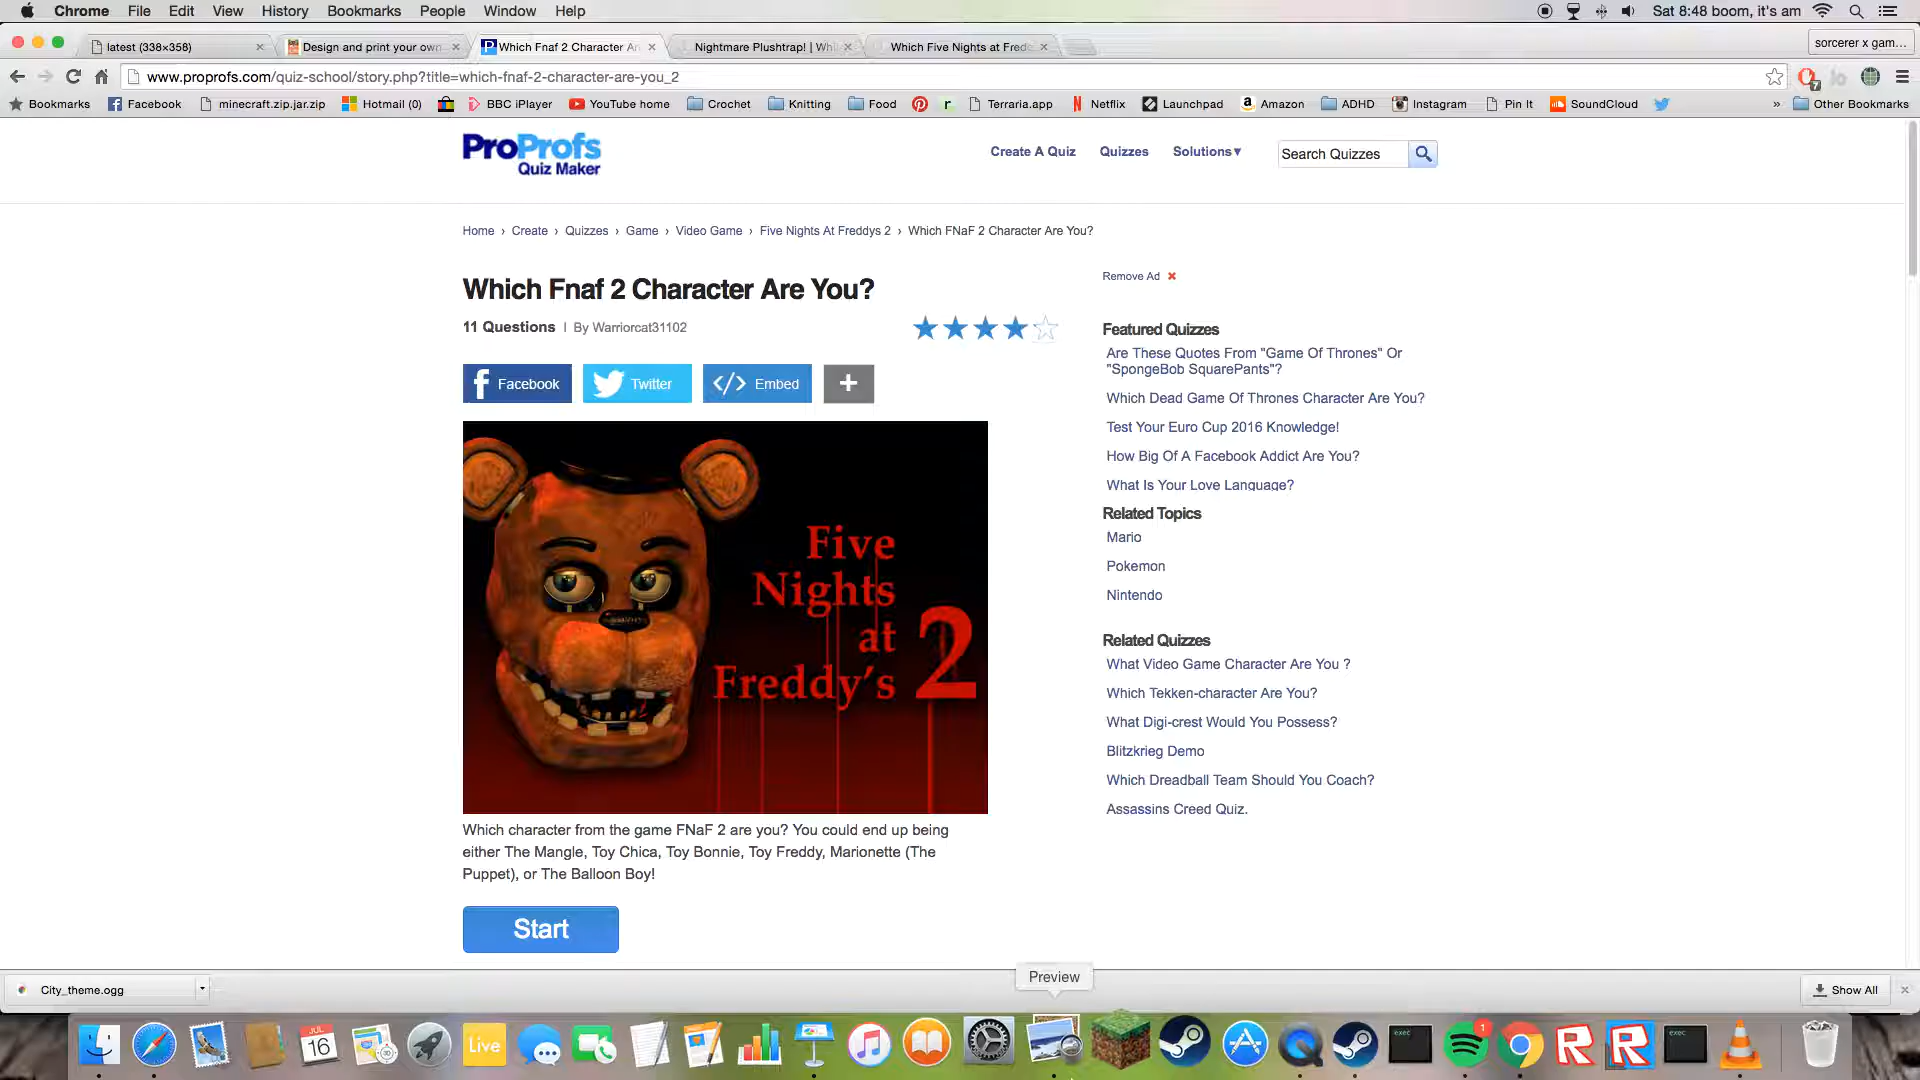 Chrome File Edit View History Bookmarks People Window Help Sat 8:48 boom, it's am
latest (338×358) Design and print your own Which Fnaf 2 Character Ar Nightmare Plushtrap! | Which Five Nights at Fredd sorcerer x gam...
www.proprofs.com/quiz-school/story.php?title=which-fnaf-2-character-are-you_2 7
Bookmarks Facebook minecraft.zip.jar.zip Hotmail (0) BBC iPlayer YouTube home Crochet Knitting Food r Terraria.app Netflix Launchpad Amazon ADHD Instagram Pin It SoundCloud » Other Bookmarks
ProProfs
Quiz Maker
Create A Quiz Quizzes Solutions▾ Search Quizzes
Home › Create › Quizzes › Game › Video Game › Five Nights At Freddys 2 › Which FNaF 2 Character Are You?
Which Fnaf 2 Character Are You?
11 Questions | By Warriorcat31102
Facebook Twitter </> Embed +
Five
Nights
at
Freddy's 2
Which character from the game FNaF 2 are you? You could end up being
either The Mangle, Toy Chica, Toy Bonnie, Toy Freddy, Marionette (The
Puppet), or The Balloon Boy!
Start
Remove Ad ✖
Featured Quizzes
Are These Quotes From "Game Of Thrones" Or
"SpongeBob SquarePants"?
Which Dead Game Of Thrones Character Are You?
Test Your Euro Cup 2016 Knowledge!
How Big Of A Facebook Addict Are You?
What Is Your Love Language?
Related Topics
Mario
Pokemon
Nintendo
Related Quizzes
What Video Game Character Are You ?
Which Tekken-character Are You?
What Digi-crest Would You Possess?
Blitzkrieg Demo
Which Dreadball Team Should You Coach?
Assassins Creed Quiz.
Preview
City_theme.ogg Show All
JUL
16
Live
exec
1
exec